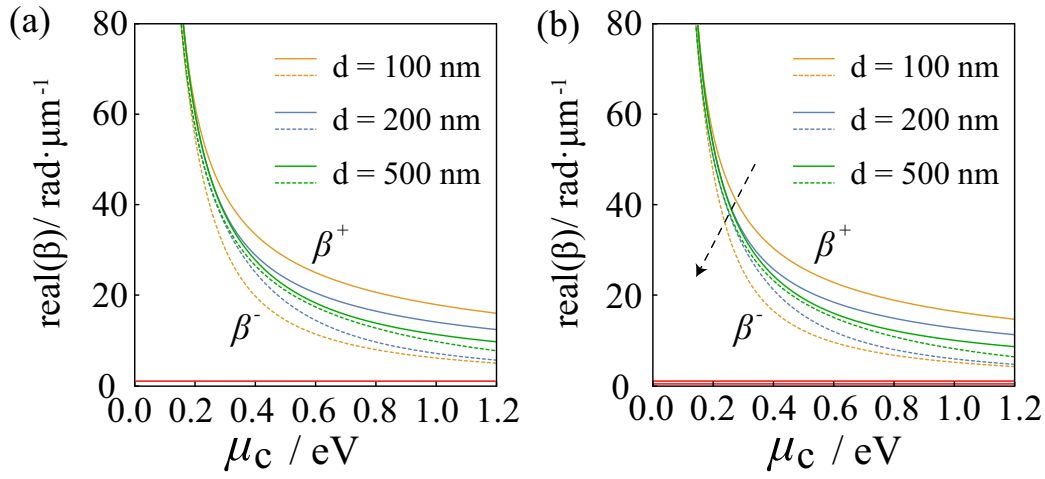 (a)
80
60
40
20
0
real(β)/ rad·μm⁻¹
d = 100 nm
d = 200 nm
d = 500 nm
β⁺
β⁻
0.0 0.2 0.4 0.6 0.8 1.0 1.2
μc / eV
(b)
80
60
40
20
0
real(β)/ rad·μm⁻¹
d = 100 nm
d = 200 nm
d = 500 nm
β⁺
β⁻
0.0 0.2 0.4 0.6 0.8 1.0 1.2
μc / eV